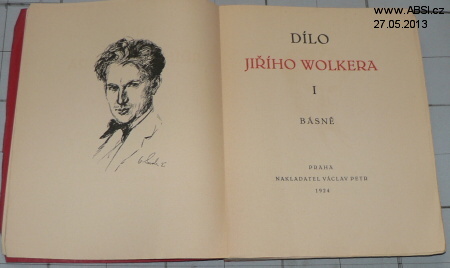 www.ABSI.cz
27.05.2013
DÍLO
JIŘÍHO WOLKERA
I
BÁSNĚ
PRAHA
NAKLADATEL VÁCLAV PETR
1934